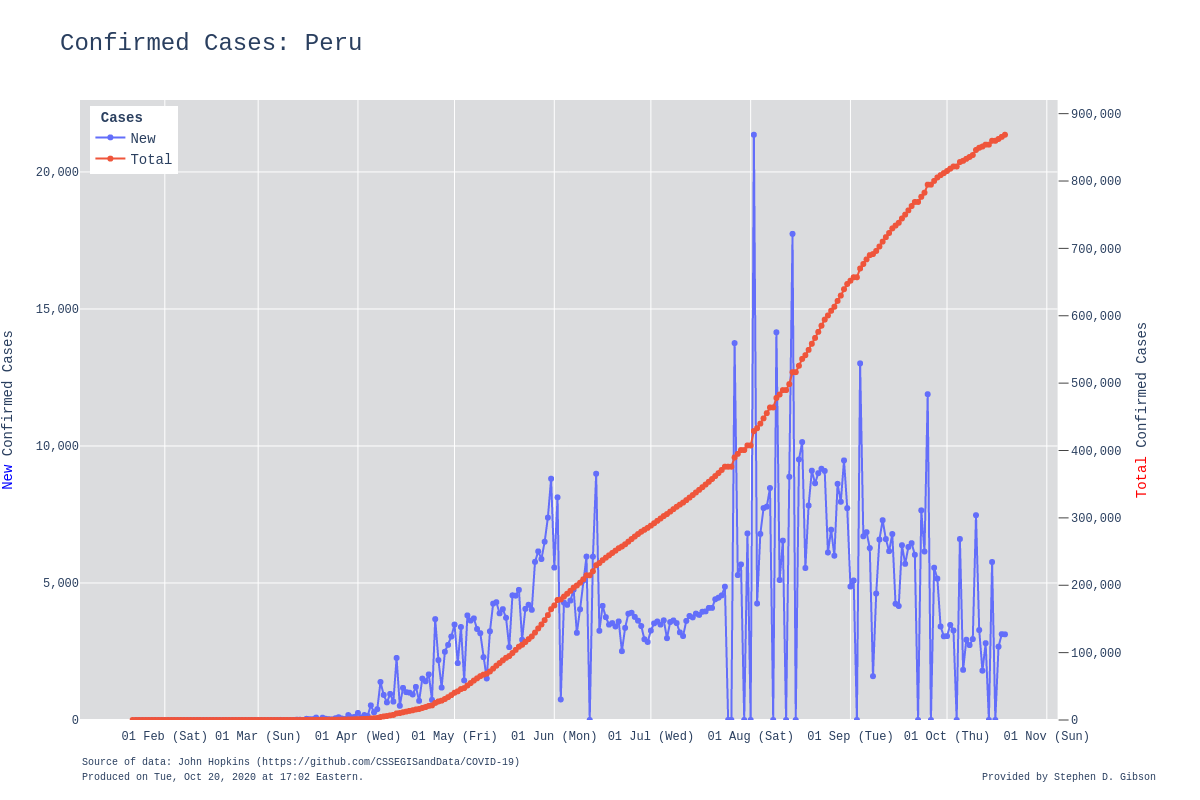 Confirmed Cases: Peru
Cases
New
Total
20,000
15,000
10,000
5,000
0
New Confirmed Cases
900,000
800,000
700,000
600,000
500,000
400,000
300,000
200,000
100,000
0
Total Confirmed Cases
01 Feb (Sat) 01 Mar (Sun) 01 Apr (Wed) 01 May (Fri) 01 Jun (Mon) 01 Jul (Wed) 01 Aug (Sat) 01 Sep (Tue) 01 Oct (Thu) 01 Nov (Sun)
Source of data: John Hopkins (https://github.com/CSSEGISandData/COVID-19)
Produced on Tue, Oct 20, 2020 at 17:02 Eastern.
Provided by Stephen D. Gibson